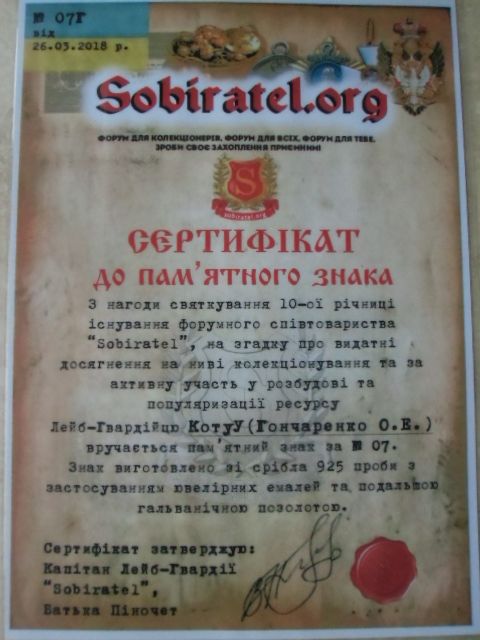 № 07Г
від
26.03.2018 р.
Sobiratel.org
ФОРУМ ДЛЯ КОЛЕКЦІОНЕРІВ, ФОРУМ ДЛЯ ВСІХ, ФОРУМ ДЛЯ ТЕБЕ,
ЗРОБИ СВОЄ ЗАХОПЛЕННЯ ПРИЄМНИМ!
S
sobiratel.org
СЕРТИФІКАТ
ДО ПАМ'ЯТНОГО ЗНАКА
З нагоди святкування 10-ої річниці
існування форумного співтовариства
"Sobiratel", на згадку про видатні
досягнення на ниві колекціонування та за
активну участь у розбудові та
популяризації ресурсу
Лейб-Гвардійцю КотуУ(Гончаренко О.Е.)
вручається пам'ятний знак за № 07.
Знак виготовлено зі срібла 925 проби з
застосуванням ювелірних емалей та подальшою
гальванічною позолотою.
Сертифікат затверджую:
Капітан Лейб-Гвардії
"Sobiratel",
Батька Піночет